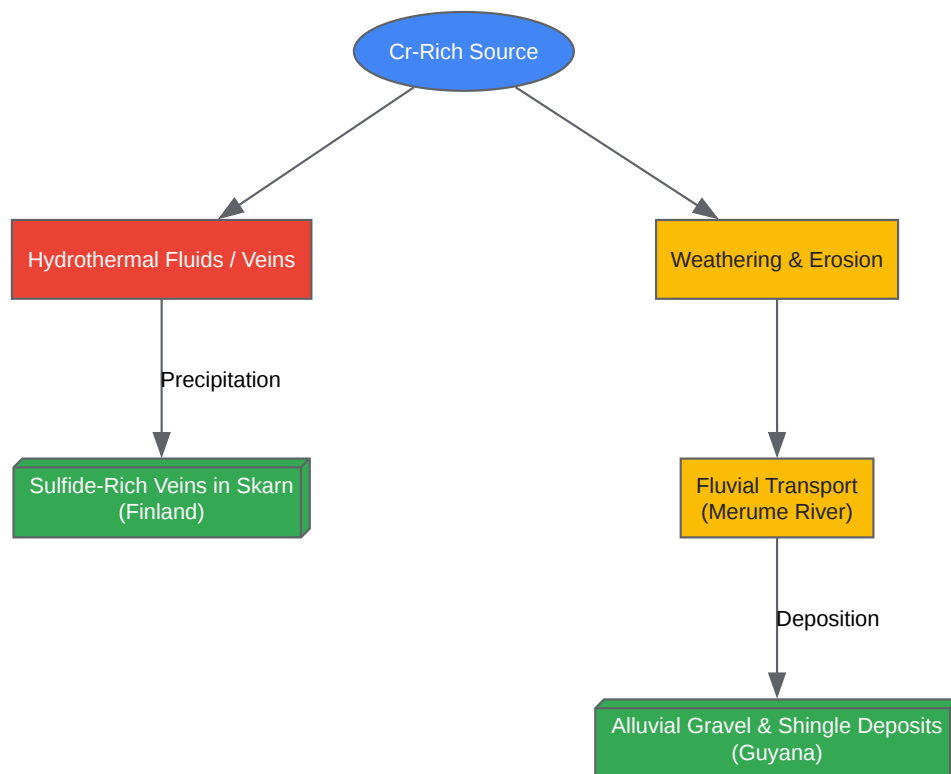 Cr-Rich Source
Hydrothermal Fluids / Veins
Weathering & Erosion
Precipitation
Sulfide-Rich Veins in Skarn
(Finland)
Fluvial Transport
(Merume River)
Deposition
Alluvial Gravel & Shingle Deposits
(Guyana)